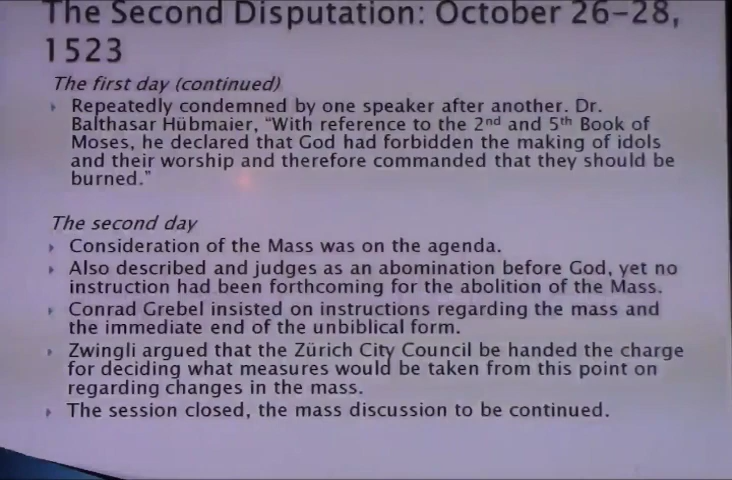 The Second Disputation: October 26–28,
1523
The first day (continued)
Repeatedly condemned by one speaker after another. Dr.
Balthasar Hübmaier, “With reference to the 2nd and 5th Book of
Moses, he declared that God had forbidden the making of idols
and their worship and therefore commanded that they should be
burned.”
The second day
Consideration of the Mass was on the agenda.
Also described and judges as an abomination before God, yet no
instruction had been forthcoming for the abolition of the Mass.
Conrad Grebel insisted on instructions regarding the mass and
the immediate end of the unbiblical form.
Zwingli argued that the Zürich City Council be handed the charge
for deciding what measures would be taken from this point on
regarding changes in the mass.
The session closed, the mass discussion to be continued.